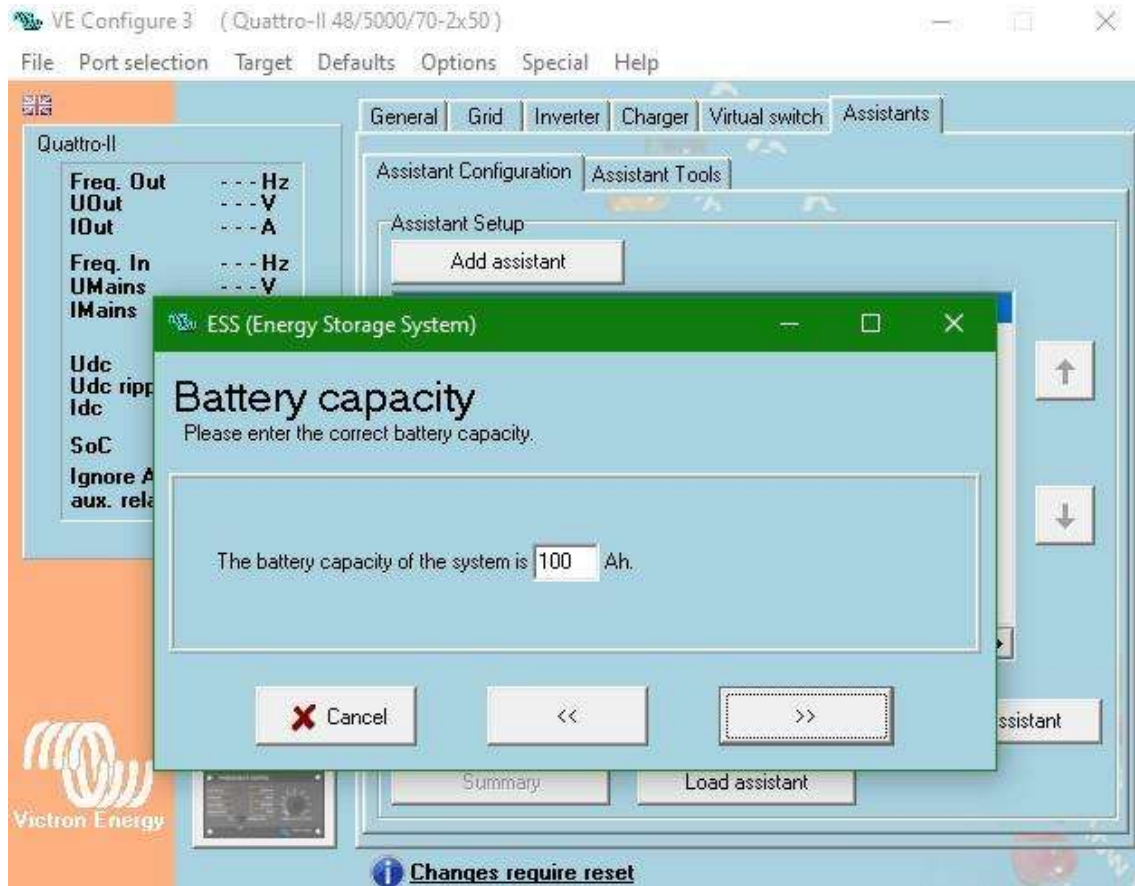 VE Configure 3 ( Quattro-II 48/5000/70-2x50 )
File Port selection Target Defaults Options Special Help
General Grid Inverter Charger Virtual switch Assistants
Quattro-II
Assistant Configuration Assistant Tools
Freq. Out - - - Hz
UOut - - - V
IOut - - - A
Assistant Setup
Add assistant
Freq. In - - - Hz
UMains - - - V
IMains
ESS (Energy Storage System)
Udc
Udc ripp
Idc
SoC
Ignore A
aux. rela
Battery capacity
Please enter the correct battery capacity.
The battery capacity of the system is 100 Ah.
Cancel << >>
ssistant
Summary Load assistant
Victron Energy
Changes require reset